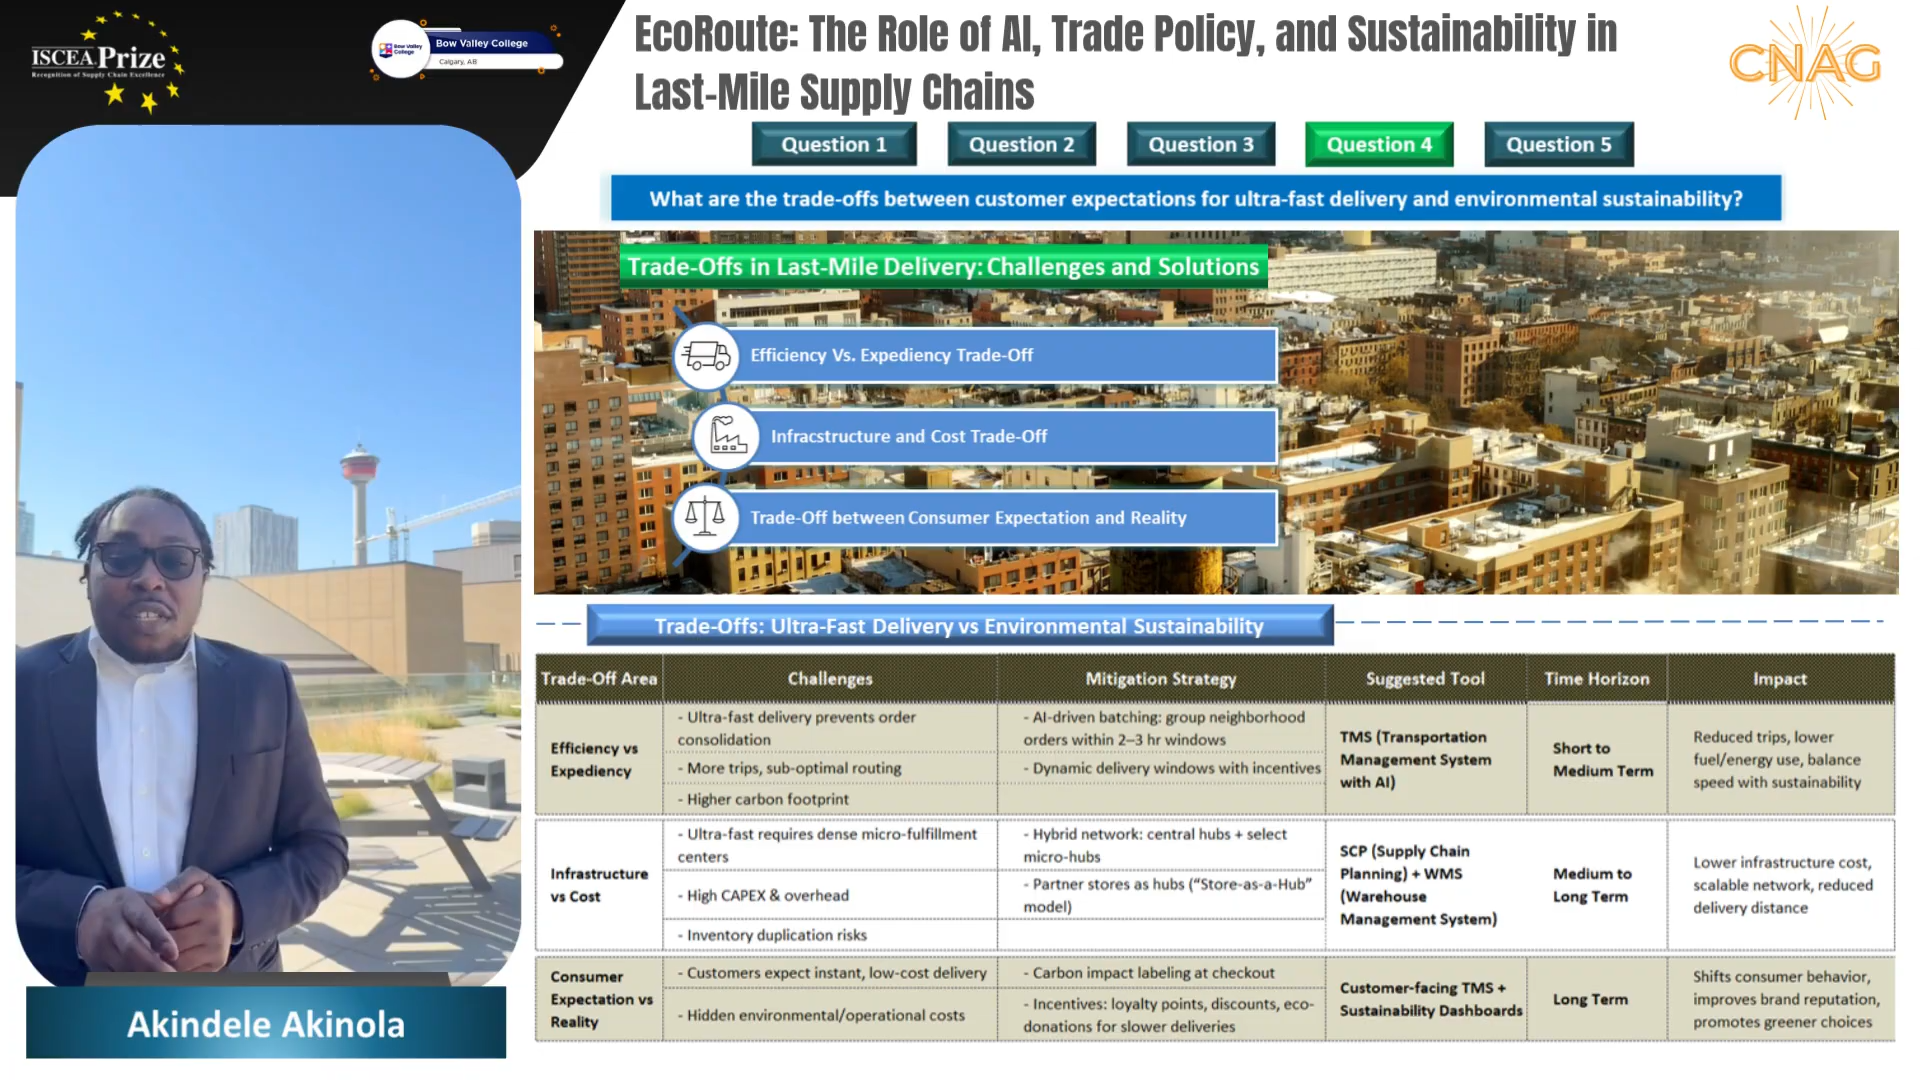 ISCEA Prize
Recognition of Supply Chain Excellence
Bow Valley College
Bow Valley College
Calgary, AB
EcoRoute: The Role of AI, Trade Policy, and Sustainability in
Last-Mile Supply Chains
CNAG
Question 1
Question 2
Question 3
Question 4
Question 5
What are the trade-offs between customer expectations for ultra-fast delivery and environmental sustainability?
Trade-Offs in Last-Mile Delivery: Challenges and Solutions
Efficiency Vs. Expediency Trade-Off
Infracstructure and Cost Trade-Off
Trade-Off between Consumer Expectation and Reality
Trade-Offs: Ultra-Fast Delivery vs Environmental Sustainability
Trade-Off Area
Challenges
Mitigation Strategy
Suggested Tool
Time Horizon
Impact
Efficiency vs
Expediency
- Ultra-fast delivery prevents order
consolidation
- More trips, sub-optimal routing
- Higher carbon footprint
- AI-driven batching: group neighborhood
orders within 2–3 hr windows
- Dynamic delivery windows with incentives
TMS (Transportation
Management System
with AI)
Short to
Medium Term
Reduced trips, lower
fuel/energy use, balance
speed with sustainability
Infrastructure
vs Cost
- Ultra-fast requires dense micro-fulfillment
centers
- High CAPEX & overhead
- Inventory duplication risks
- Hybrid network: central hubs + select
micro-hubs
- Partner stores as hubs (“Store-as-a-Hub”
model)
SCP (Supply Chain
Planning) + WMS
(Warehouse
Management System)
Medium to
Long Term
Lower infrastructure cost,
scalable network, reduced
delivery distance
Consumer
Expectation vs
Reality
- Customers expect instant, low-cost delivery
- Hidden environmental/operational costs
- Carbon impact labeling at checkout
- Incentives: loyalty points, discounts, eco-
donations for slower deliveries
Customer-facing TMS +
Sustainability Dashboards
Long Term
Shifts consumer behavior,
improves brand reputation,
promotes greener choices
Akindele Akinola